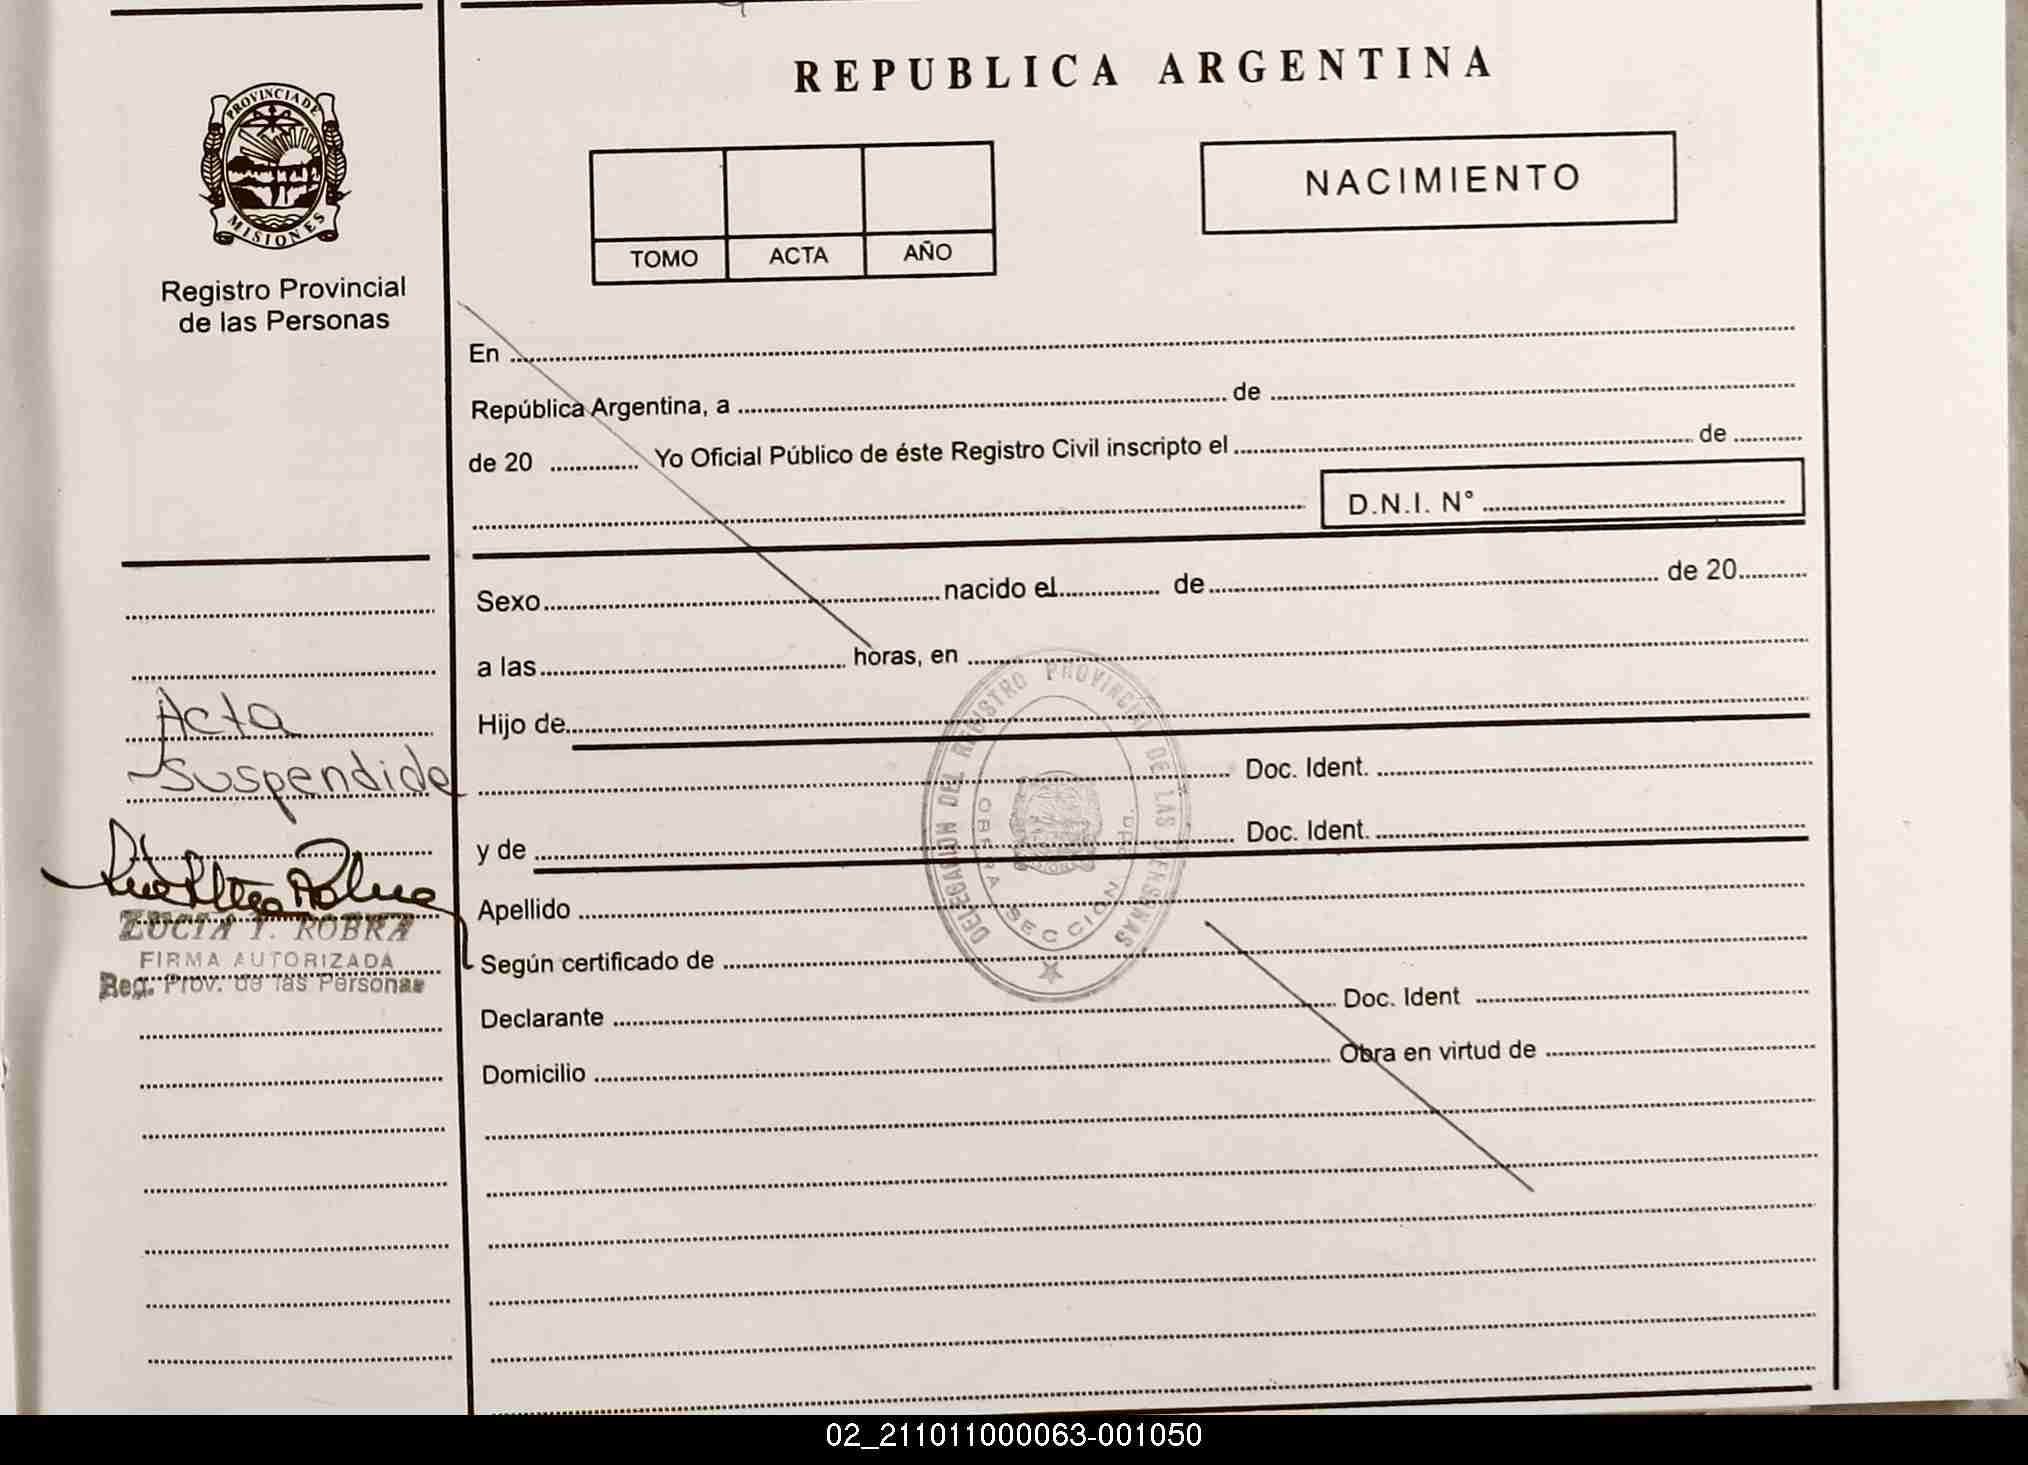 REPUBLICA ARGENTINA
PROVINCIA DE
MISIONES
Registro Provincial
de las Personas
NACIMIENTO
TOMO ACTA AÑO
En
República Argentina, a de
de 20 Yo Oficial Público de éste Registro Civil inscripto el de
D.N.I. N°
Sexo nacido el de de 20
a las horas, en
Hijo de
Doc. Ident.
y de Doc. Ident.
Apellido
Según certificado de
Declarante Doc. Ident
Domicilio Obra en virtud de
Acta
suspendida
LUCIA I. ROBRA
FIRMA AUTORIZADA
Reg. Prov. de las Personas
DELEGACION DEL REGISTRO PROVINCIAL DE LAS PERSONAS
OBERA SECCION
02_211011000063-001050